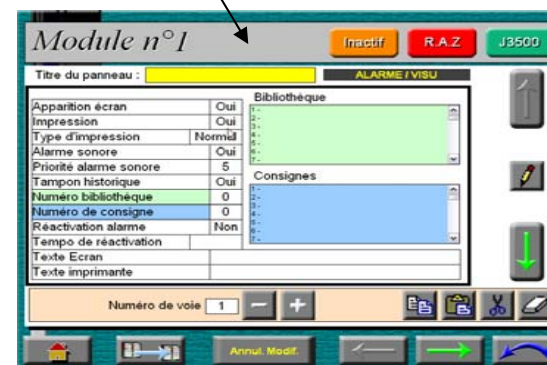 Module n°1
Inactif
R.A.Z
J3500
Titre du panneau :
ALARME / VISU
Apparition écran Oui
Impression Oui
Type d'impression Normal
Alarme sonore Oui
Priorité alarme sonore 5
Tampon historique Oui
Numéro bibliothèque 0
Numéro de consigne 0
Réactivation alarme Non
Tempo de réactivation
Texte Ecran
Texte imprimante
Bibliothèque
1 -
2 -
3 -
4 -
5 -
6 -
7 -
Consignes
1 -
2 -
3 -
4 -
5 -
6 -
7 -
Numéro de voie 1
Annul. Modif.